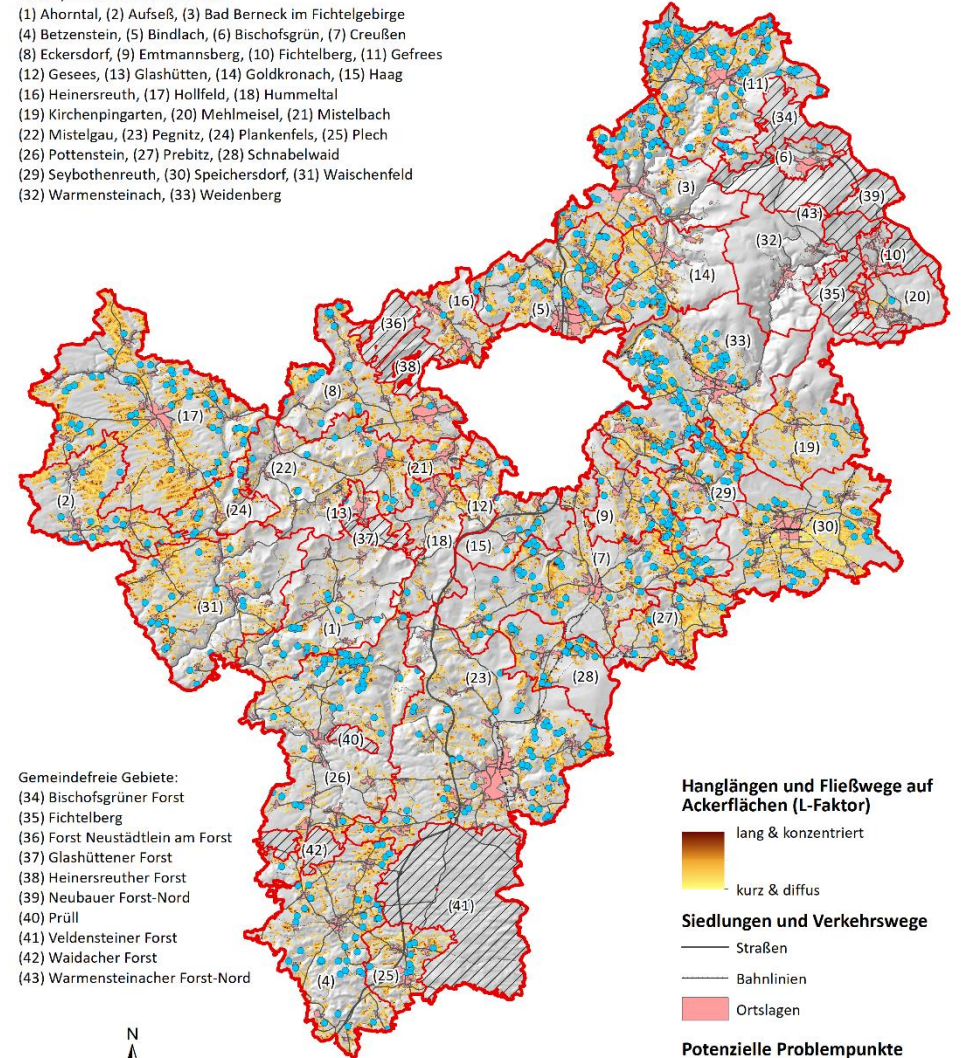 (1) Ahorntal, (2) Aufseß, (3) Bad Berneck im Fichtelgebirge
(4) Betzenstein, (5) Bindlach, (6) Bischofsgrün, (7) Creußen
(8) Eckersdorf, (9) Emtmannsberg, (10) Fichtelberg, (11) Gefrees
(12) Gesees, (13) Glashütten, (14) Goldkronach, (15) Haag
(16) Heinersreuth, (17) Hollfeld, (18) Hummeltal
(19) Kirchenpingarten, (20) Mehlmeisel, (21) Mistelbach
(22) Mistelgau, (23) Pegnitz, (24) Plankenfels, (25) Plech
(26) Pottenstein, (27) Prebitz, (28) Schnabelwaid
(29) Seybothenreuth, (30) Speichersdorf, (31) Waischenfeld
(32) Warmensteinach, (33) Weidenberg
(11)
(34)
(6)
(3)
(39)
(43)
(32)
(10)
(14)
(35)
(20)
(16)
(5)
(36)
(33)
(38)
(8)
(17)
(19)
(22)
(21)
(2)
(29)
(24)
(13)
(12)
(9)
(30)
(37)
(18)
(15)
(7)
(31)
(1)
(27)
(23)
(28)
(40)
(26)
(42)
(41)
(4)
(25)
Gemeindefreie Gebiete:
(34) Bischofsgrüner Forst
(35) Fichtelberg
(36) Forst Neustädtlein am Forst
(37) Glashüttener Forst
(38) Heinersreuther Forst
(39) Neubauer Forst-Nord
(40) Prüll
(41) Veldensteiner Forst
(42) Waidacher Forst
(43) Warmensteinacher Forst-Nord
N
Hanglängen und Fließwege auf
Ackerflächen (L-Faktor)
lang & konzentriert
kurz & diffus
Siedlungen und Verkehrswege
Straßen
Bahnlinien
Ortslagen
Potenzielle Problempunkte